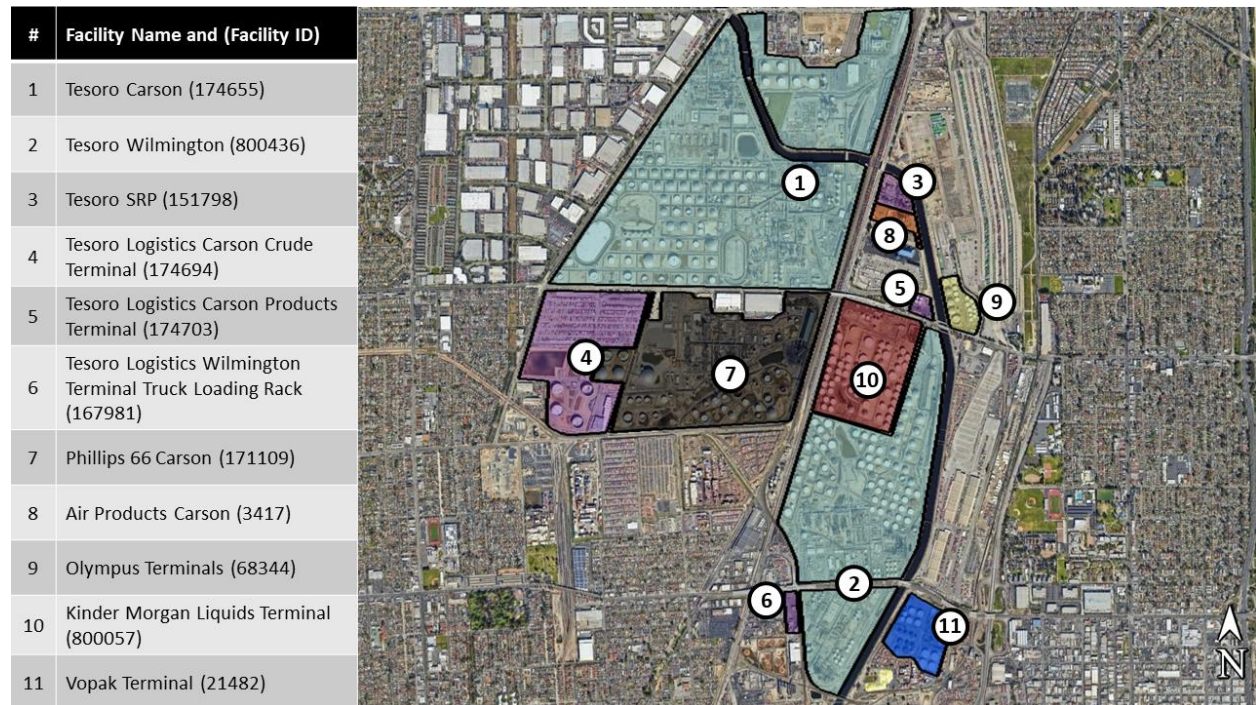 # Facility Name and (Facility ID)
1 Tesoro Carson (174655)
2 Tesoro Wilmington (800436)
3 Tesoro SRP (151798)
4 Tesoro Logistics Carson Crude
Terminal (174694)
5 Tesoro Logistics Carson Products
Terminal (174703)
6 Tesoro Logistics Wilmington
Terminal Truck Loading Rack
(167981)
7 Phillips 66 Carson (171109)
8 Air Products Carson (3417)
9 Olympus Terminals (68344)
10 Kinder Morgan Liquids Terminal
(800057)
11 Vopak Terminal (21482)
1
3
8
5
9
4
7
10
2
6
11
N